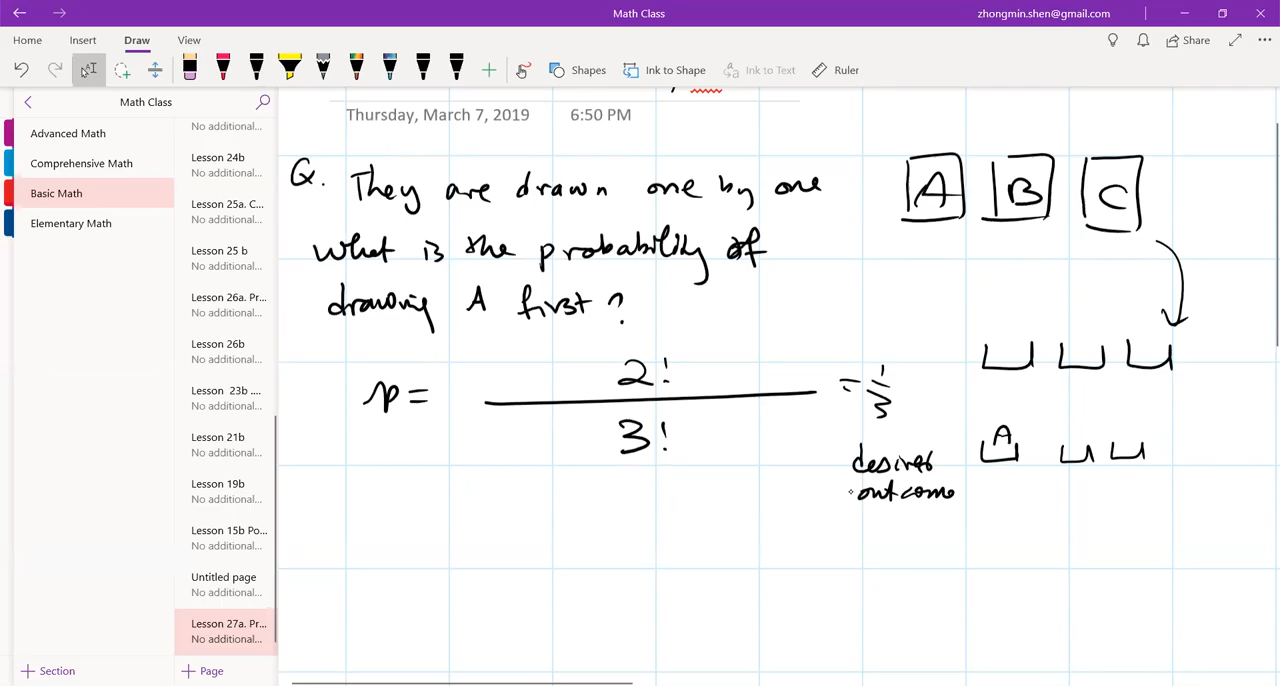 Math Class
zhongmin.shen@gmail.com
Home
Insert
Draw
View
Shapes
Ink to Shape
Ink to Text
Ruler
Share
Math Class
Advanced Math
Comprehensive Math
Basic Math
Elementary Math
No additional...
Lesson 24b
No additional...
Lesson 25a. C...
No additional...
Lesson 25 b
No additional...
Lesson 26a. Pr...
No additional...
Lesson 26b
No additional...
Lesson 23b ....
No additional...
Lesson 21b
No additional...
Lesson 19b
No additional...
Lesson 15b Po...
No additional...
Untitled page
No additional...
Lesson 27a. Pr...
No additional...
Section
Page
Thursday, March 7, 2019 6:50 PM
Q. They are drawn one by one
what is the probability of
drawing A first?
A B C
p = 2! / 3! = 1/3
A
desired
outcome